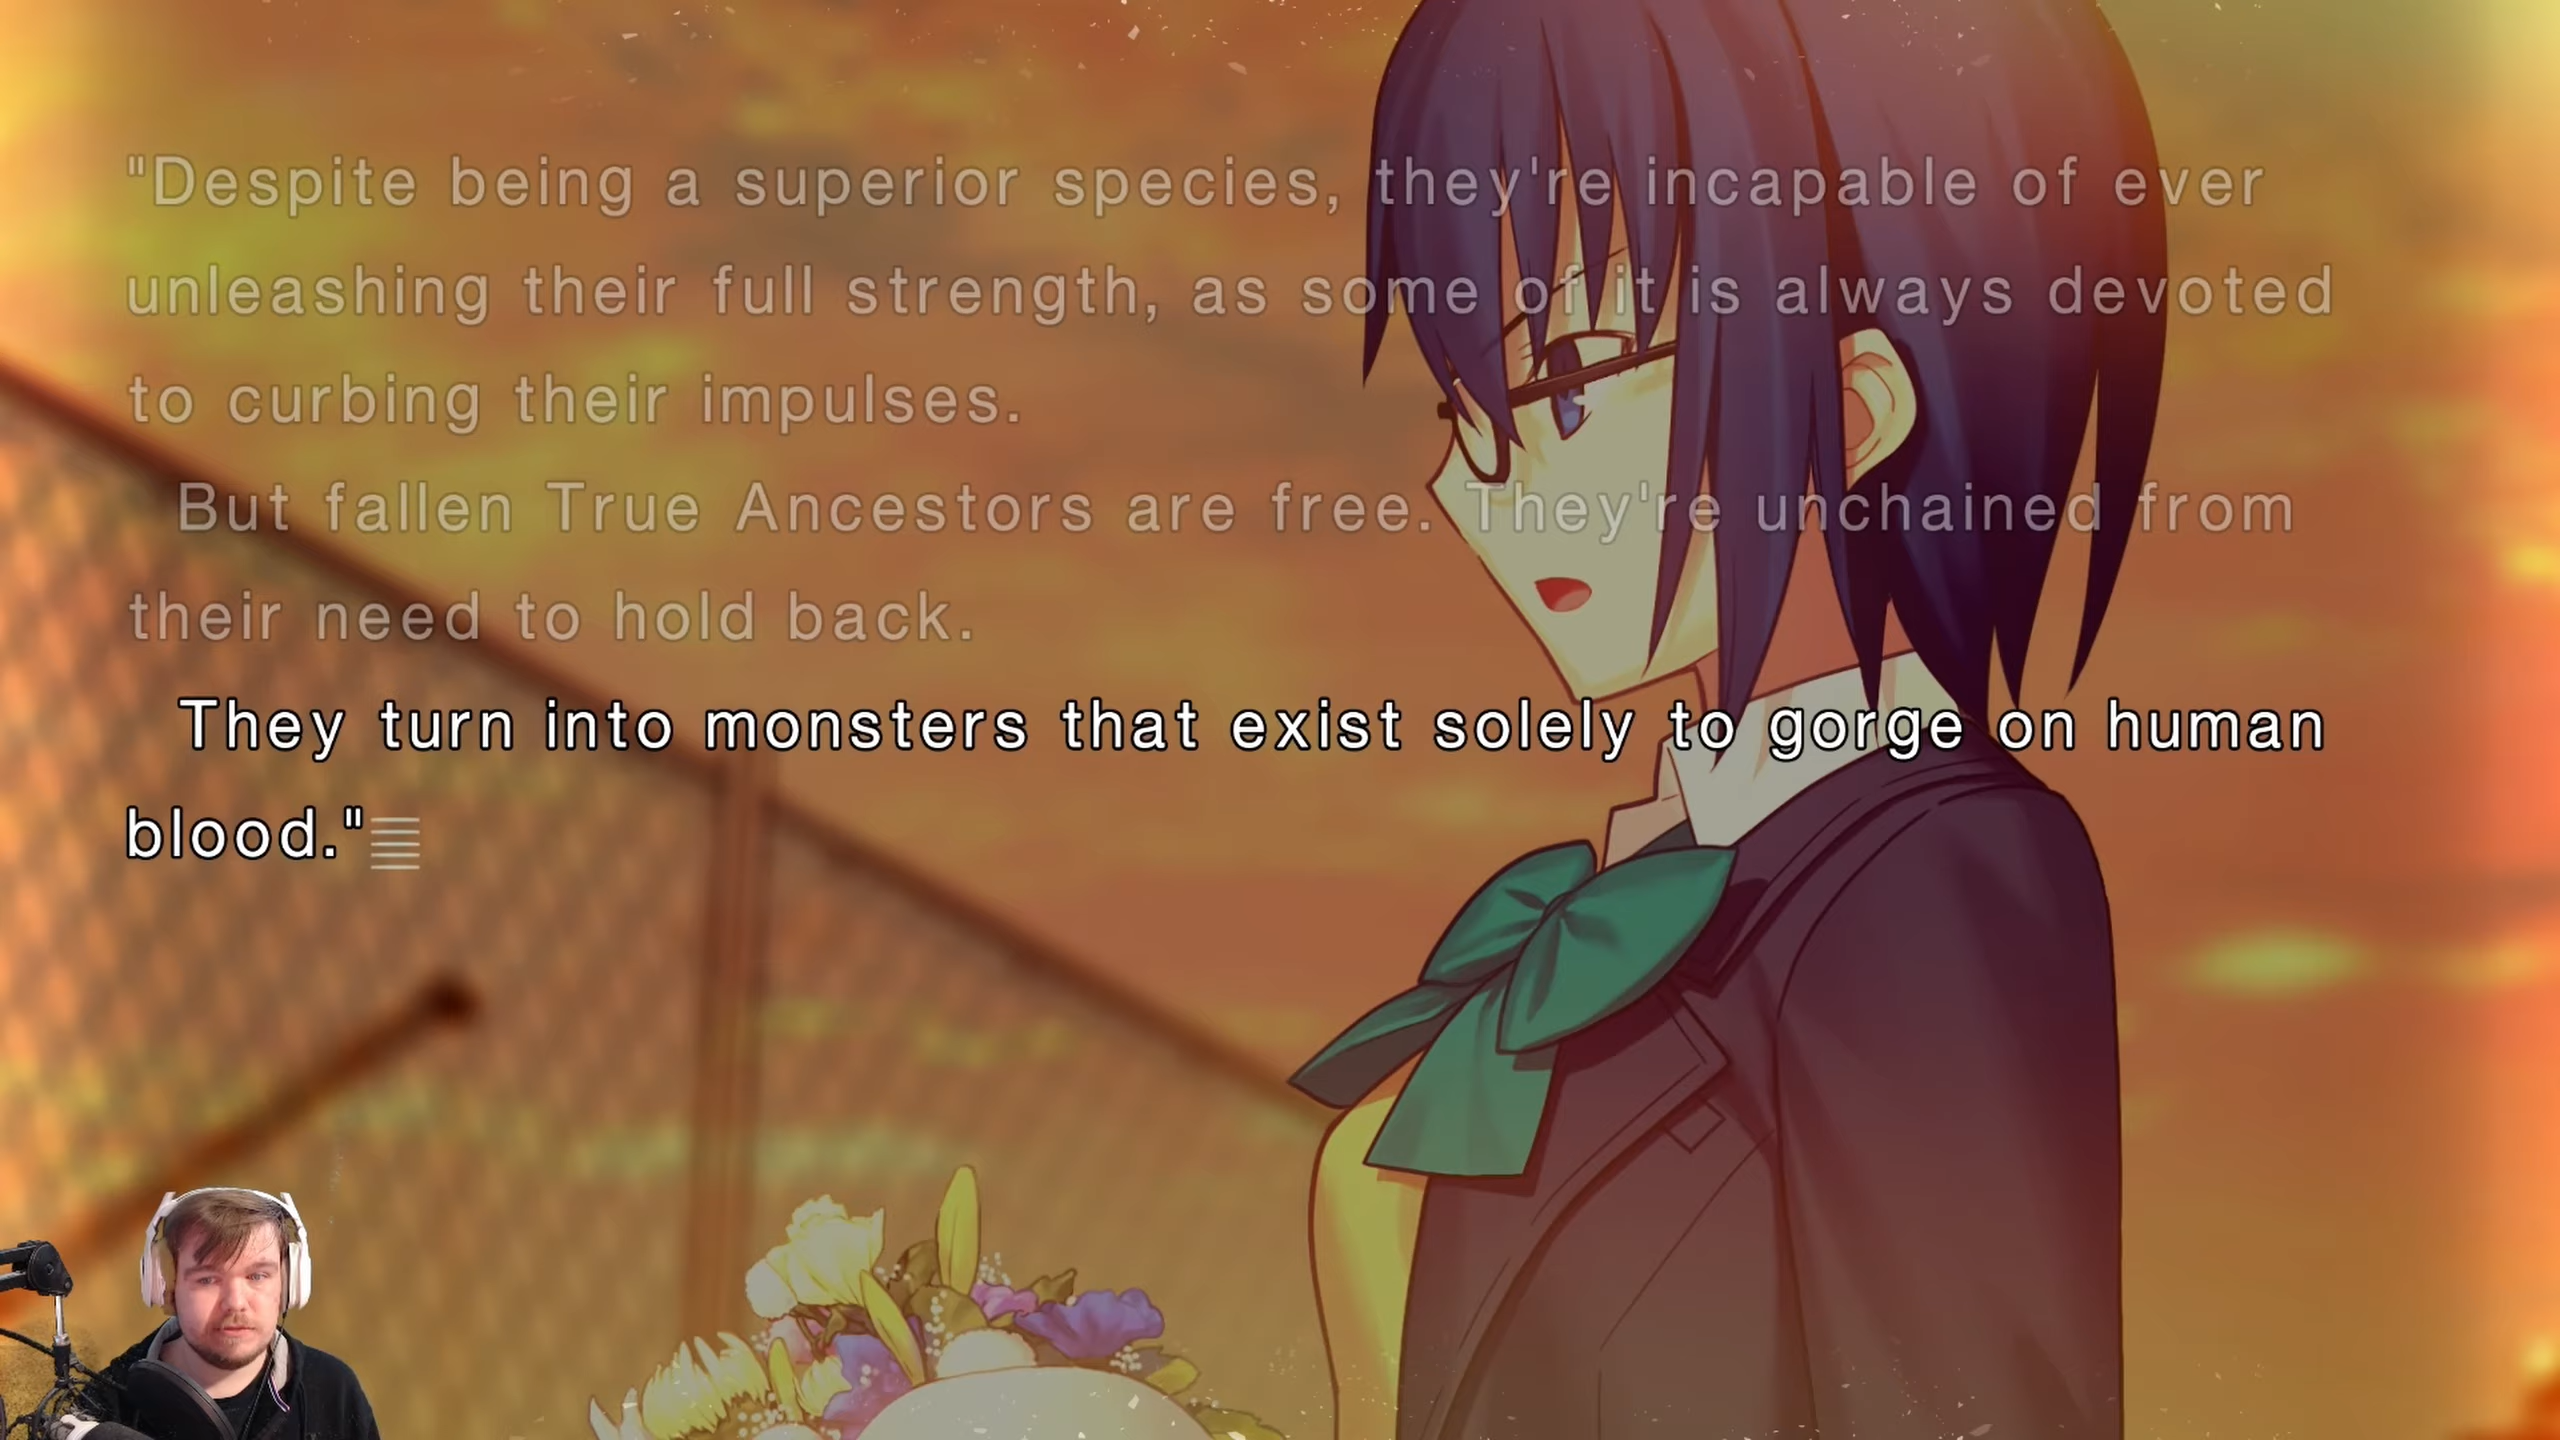 "Despite being a superior species, they're incapable of ever
unleashing their full strength, as some of it is always devoted
to curbing their impulses.
But fallen True Ancestors are free. They're unchained from
their need to hold back.
They turn into monsters that exist solely to gorge on human
blood."